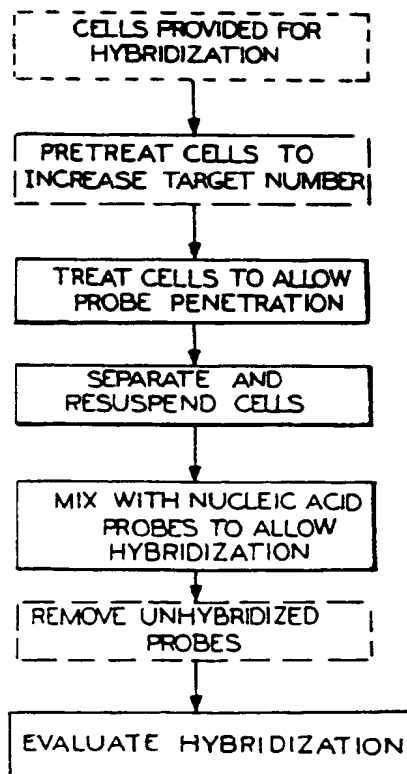 CELLS PROVIDED FOR
HYBRIDIZATION
PRETREAT CELLS TO
INCREASE TARGET NUMBER
TREAT CELLS TO ALLOW
PROBE PENETRATION
SEPARATE AND
RESUSPEND CELLS
MIX WITH NUCLEIC ACID
PROBES TO ALLOW
HYBRIDIZATION
REMOVE UNHYBRIDIZED
PROBES
EVALUATE HYBRIDIZATION